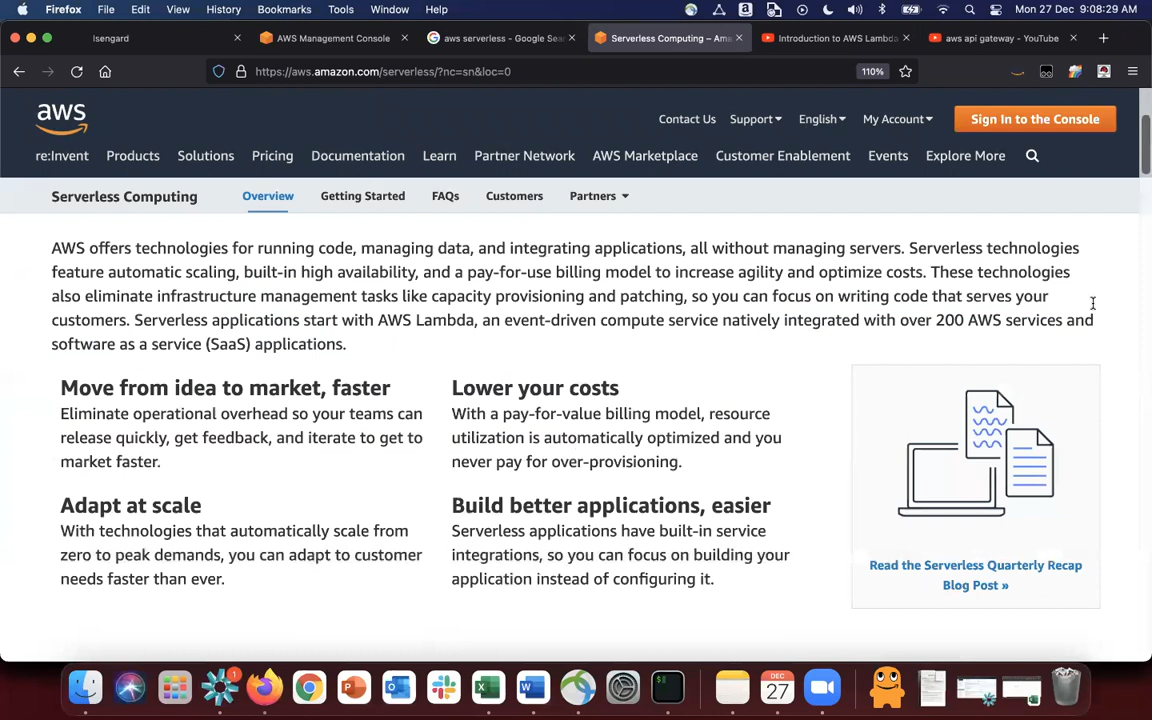 Firefox File Edit View History Bookmarks Tools Window Help Mon 27 Dec 9:08:29 AM
Isengard AWS Management Console aws serverless - Google Sear Serverless Computing – Ama Introduction to AWS Lambda aws api gateway - YouTube
https://aws.amazon.com/serverless/?nc=sn&loc=0 110%
aws
Contact Us Support English My Account Sign In to the Console
re:Invent Products Solutions Pricing Documentation Learn Partner Network AWS Marketplace Customer Enablement Events Explore More
Serverless Computing Overview Getting Started FAQs Customers Partners
AWS offers technologies for running code, managing data, and integrating applications, all without managing servers. Serverless technologies
feature automatic scaling, built-in high availability, and a pay-for-use billing model to increase agility and optimize costs. These technologies
also eliminate infrastructure management tasks like capacity provisioning and patching, so you can focus on writing code that serves your
customers. Serverless applications start with AWS Lambda, an event-driven compute service natively integrated with over 200 AWS services and
software as a service (SaaS) applications.
Move from idea to market, faster
Eliminate operational overhead so your teams can
release quickly, get feedback, and iterate to get to
market faster.
Lower your costs
With a pay-for-value billing model, resource
utilization is automatically optimized and you
never pay for over-provisioning.
Adapt at scale
With technologies that automatically scale from
zero to peak demands, you can adapt to customer
needs faster than ever.
Build better applications, easier
Serverless applications have built-in service
integrations, so you can focus on building your
application instead of configuring it.
Read the Serverless Quarterly Recap
Blog Post »
1
DEC
27